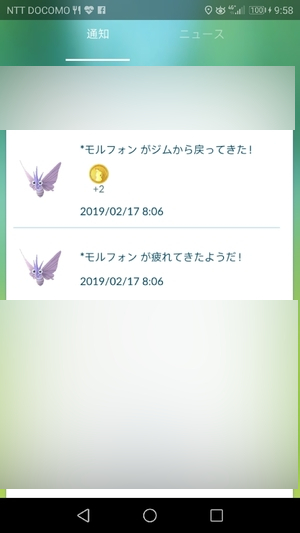 NTT DOCOMO 4G 100 9:58
通知 ニュース
*モルフォン がジムから戻ってきた!
+2
2019/02/17 8:06
*モルフォン が疲れてきたようだ!
2019/02/17 8:06